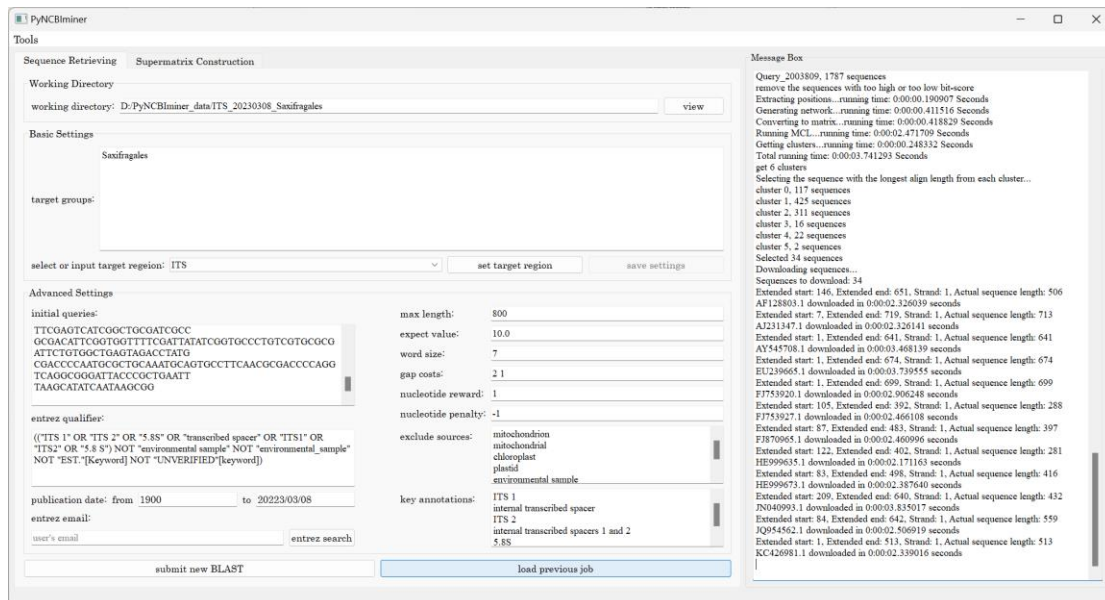 PyNCBIminer
Tools
Sequence Retrieving
Supermatrix Construction
Working Directory
working directory: D:/PyNCBIminer_data/ITS_20230308_Saxifragales
view
Basic Settings
target groups:
Saxifragales
select or input target regeion: ITS
set target region
save settings
Advanced Settings
initial queries:
TTCGAGTCATCGGCTGCGATCGCC
GCGACATTCGGTGGTTTTCGATTATATCGGTGCCCTGTCGTGCGCG
ATTCTGTGGCTGAGTAGACCTATG
CGACCCCAATGCGCTGCAAATGCAGTGCCTTCAACGCGACCCCAGG
TCAGGCGGGATTACCCGCTGAATT
TAAGCATATCAATAAGCGG
entrez qualifier:
(("ITS 1" OR "ITS 2" OR "5.8S" OR "transcribed spacer" OR "ITS1" OR
"ITS2" OR "5.8 S") NOT "environmental sample" NOT "environmental_sample"
NOT "EST."[Keyword] NOT "UNVERIFIED"[keyword])
publication date: from 1900 to 20223/03/08
entrez email:
user's email
entrez search
max length: 800
expect value: 10.0
word size: 7
gap costs: 2 1
nucleotide reward: 1
nucleotide penalty: -1
exclude sources:
mitochondrion
mitochondrial
chloroplast
plastid
environmental sample
key annotations:
ITS 1
internal transcribed spacer
ITS 2
internal transcribed spacers 1 and 2
5.8S
submit new BLAST
load previous job
Message Box
Query_2003809, 1787 sequences
remove the sequences with too high or too low bit-score
Extracting positions...running time: 0:00:00.190907 Seconds
Generating network...running time: 0:00:00.411516 Seconds
Converting to matrix...running time: 0:00:00.418829 Seconds
Running MCL...running time: 0:00:02.471709 Seconds
Getting clusters...running time: 0:00:00.248332 Seconds
Total running time: 0:00:03.741293 Seconds
get 6 clusters
Selecting the sequence with the longest align length from each cluster...
cluster 0, 117 sequences
cluster 1, 425 sequences
cluster 2, 311 sequences
cluster 3, 16 sequences
cluster 4, 22 sequences
cluster 5, 2 sequences
Selected 34 sequences
Downloading sequences...
Sequences to download: 34
Extended start: 146, Extended end: 651, Strand: 1, Actual sequence length: 506
AF128803.1 downloaded in 0:00:02.326039 seconds
Extended start: 7, Extended end: 719, Strand: 1, Actual sequence length: 713
AJ231347.1 downloaded in 0:00:02.326141 seconds
Extended start: 1, Extended end: 641, Strand: 1, Actual sequence length: 641
AY545708.1 downloaded in 0:00:03.468139 seconds
Extended start: 1, Extended end: 674, Strand: 1, Actual sequence length: 674
EU239665.1 downloaded in 0:00:03.739555 seconds
Extended start: 1, Extended end: 699, Strand: 1, Actual sequence length: 699
FJ753920.1 downloaded in 0:00:02.906248 seconds
Extended start: 105, Extended end: 392, Strand: 1, Actual sequence length: 288
FJ753927.1 downloaded in 0:00:02.466108 seconds
Extended start: 87, Extended end: 483, Strand: 1, Actual sequence length: 397
FJ870965.1 downloaded in 0:00:02.460996 seconds
Extended start: 122, Extended end: 402, Strand: 1, Actual sequence length: 281
HE999635.1 downloaded in 0:00:02.171163 seconds
Extended start: 83, Extended end: 498, Strand: 1, Actual sequence length: 416
HE999673.1 downloaded in 0:00:02.387640 seconds
Extended start: 209, Extended end: 640, Strand: 1, Actual sequence length: 432
JN040993.1 downloaded in 0:00:03.835017 seconds
Extended start: 84, Extended end: 642, Strand: 1, Actual sequence length: 559
JQ954562.1 downloaded in 0:00:02.506919 seconds
Extended start: 1, Extended end: 513, Strand: 1, Actual sequence length: 513
KC426981.1 downloaded in 0:00:02.339016 seconds